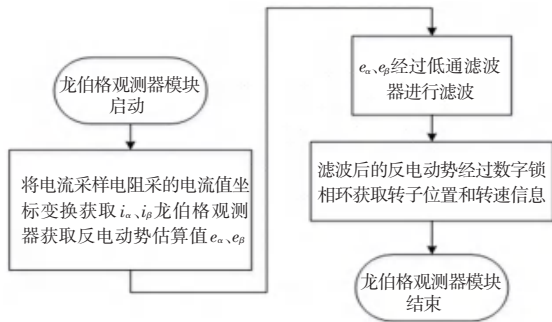 龙伯格观测器模块
启动
将电流采样电阻采的电流值坐
标变换获取 iα、iβ龙伯格观测
器获取反电动势估算值 eα、eβ
eα、eβ经过低通滤波
器进行滤波
滤波后的反电动势经过数字锁
相环获取转子位置和转速信息
龙伯格观测器模块
结束